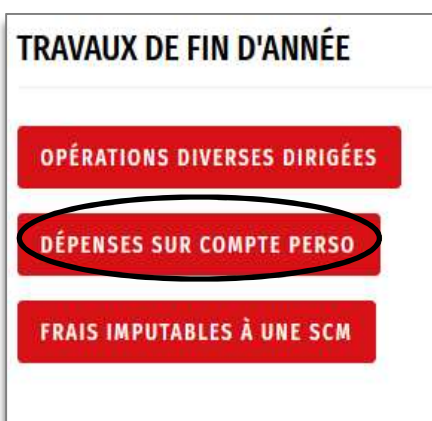 TRAVAUX DE FIN D'ANNÉE
OPÉRATIONS DIVERSES DIRIGÉES
DÉPENSES SUR COMPTE PERSO
FRAIS IMPUTABLES À UNE SCM